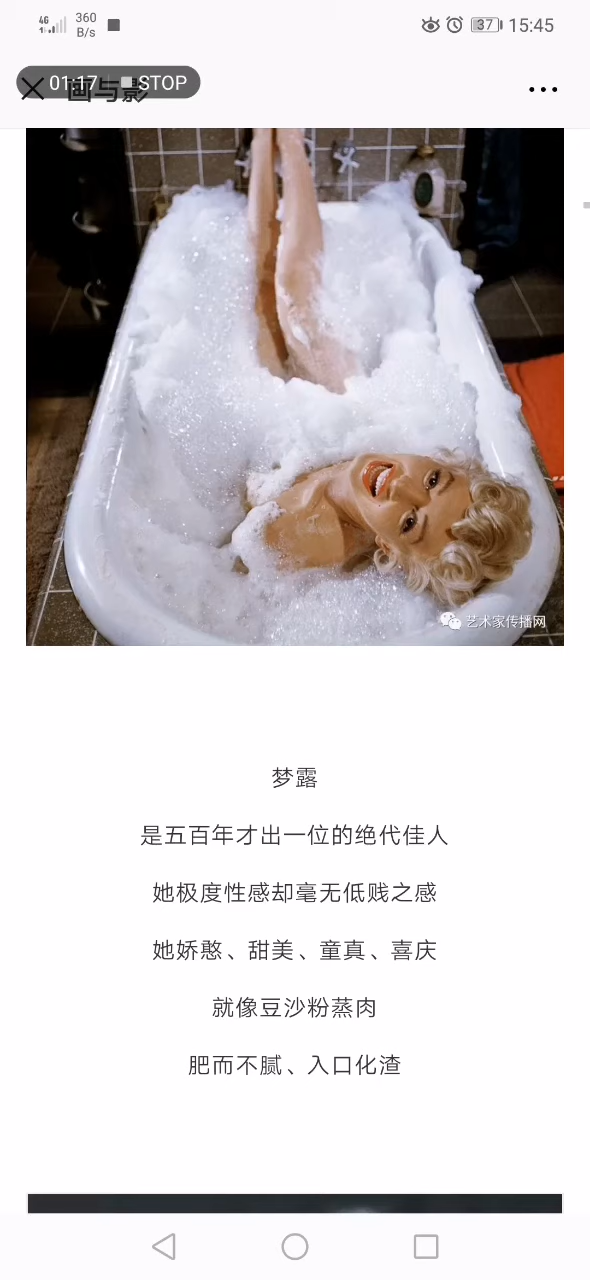 4G
360
B/s
37
15:45
01:17
STOP
画与影
艺术家传播网
梦露
是五百年才出一位的绝代佳人
她极度性感却毫无低贱之感
她娇憨、甜美、童真、喜庆
就像豆沙粉蒸肉
肥而不腻、入口化渣